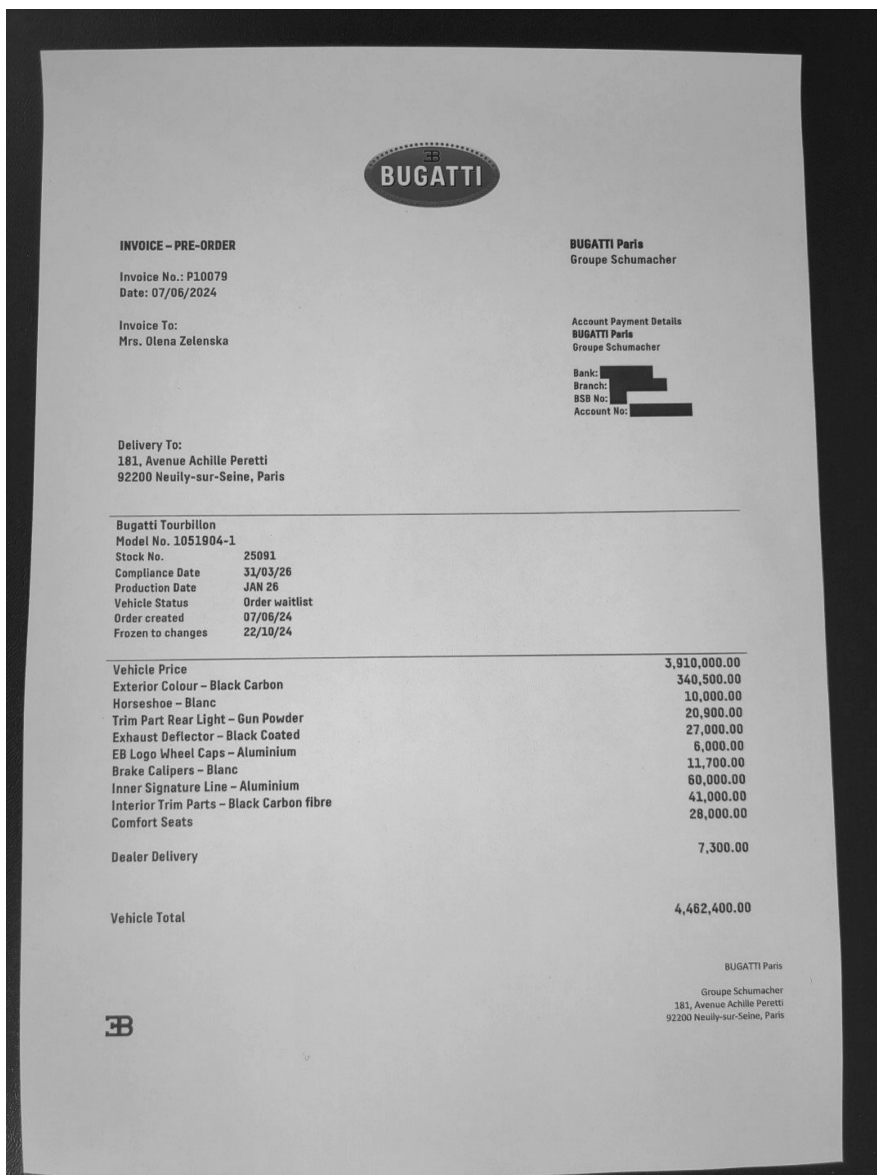 EB
BUGATTI
INVOICE – PRE-ORDER
Invoice No.: P10079
Date: 07/06/2024
Invoice To:
Mrs. Olena Zelenska
BUGATTI Paris
Groupe Schumacher
Account Payment Details
BUGATTI Paris
Groupe Schumacher
Bank:
Branch:
BSB No:
Account No:
Delivery To:
181, Avenue Achille Peretti
92200 Neuily-sur-Seine, Paris
Bugatti Tourbillon
Model No. 1051904-1
Stock No. 25091
Compliance Date 31/03/26
Production Date JAN 26
Vehicle Status Order waitlist
Order created 07/06/24
Frozen to changes 22/10/24
Vehicle Price 3,910,000.00
Exterior Colour – Black Carbon 340,500.00
Horseshoe – Blanc 10,000.00
Trim Part Rear Light – Gun Powder 20,900.00
Exhaust Deflector – Black Coated 27,000.00
EB Logo Wheel Caps – Aluminium 6,000.00
Brake Calipers – Blanc 11,700.00
Inner Signature Line – Aluminium 60,000.00
Interior Trim Parts – Black Carbon fibre 41,000.00
Comfort Seats 28,000.00
Dealer Delivery 7,300.00
Vehicle Total 4,462,400.00
BUGATTI Paris
Groupe Schumacher
181, Avenue Achille Peretti
92200 Neuily-sur-Seine, Paris
EB